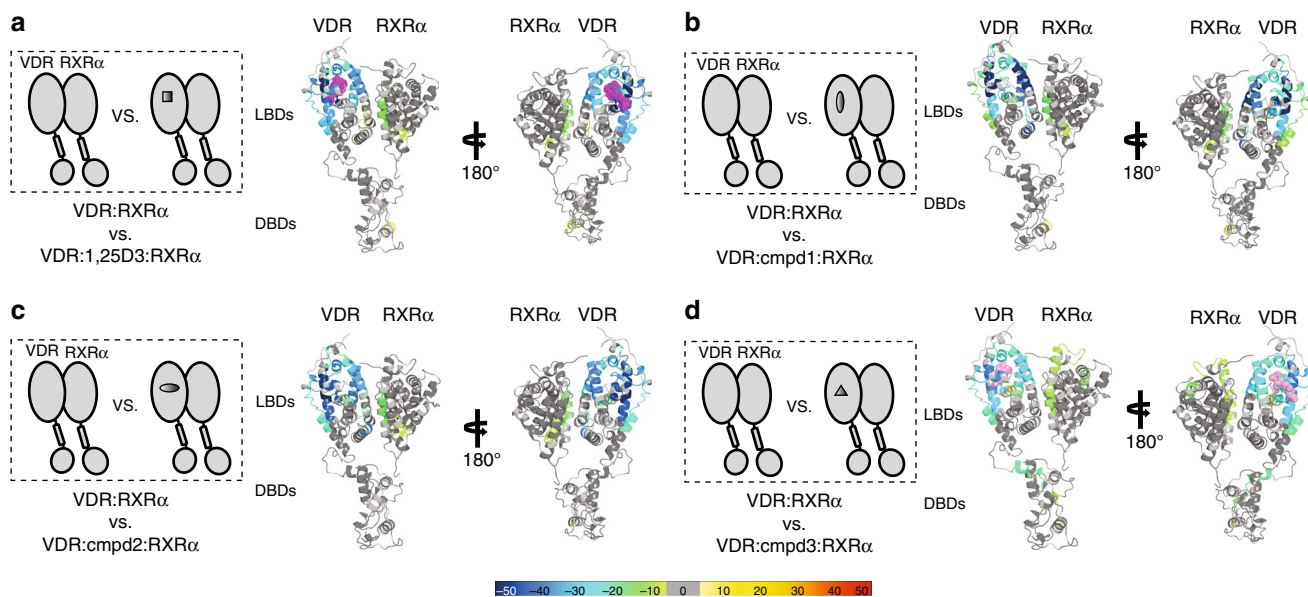 a
VDR RXRα
VS.
VDR:RXRα
vs.
VDR:1,25D3:RXRα
VDR RXRα
LBDs
DBDs
180°
RXRα VDR
b
VDR RXRα
VS.
VDR:RXRα
vs.
VDR:cmpd1:RXRα
VDR RXRα
LBDs
DBDs
180°
RXRα VDR
c
VDR RXRα
VS.
VDR:RXRα
vs.
VDR:cmpd2:RXRα
VDR RXRα
LBDs
DBDs
180°
RXRα VDR
d
VDR RXRα
VS.
VDR:RXRα
vs.
VDR:cmpd3:RXRα
VDR RXRα
LBDs
DBDs
180°
RXRα VDR
–50 –40 –30 –20 –10 0 10 20 30 40 50